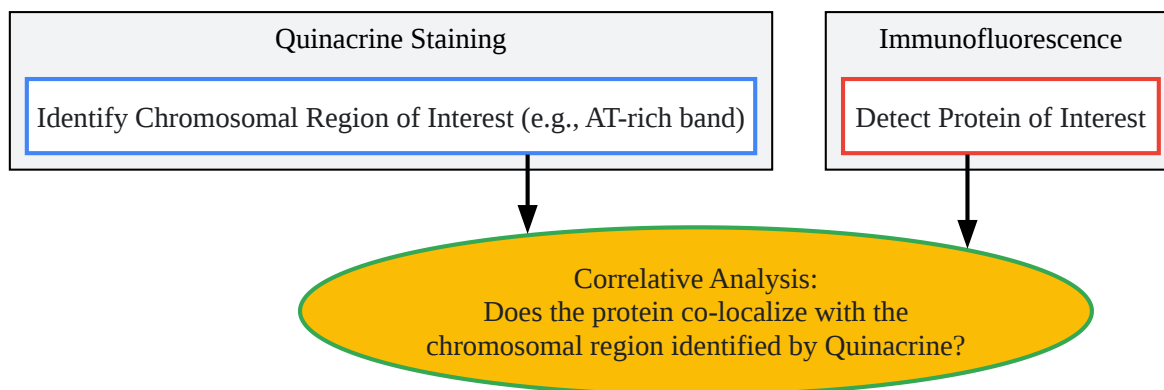 Quinacrine Staining
Immunofluorescence
Identify Chromosomal Region of Interest (e.g., AT-rich band)
Detect Protein of Interest
Correlative Analysis:
Does the protein co-localize with the
chromosomal region identified by Quinacrine?